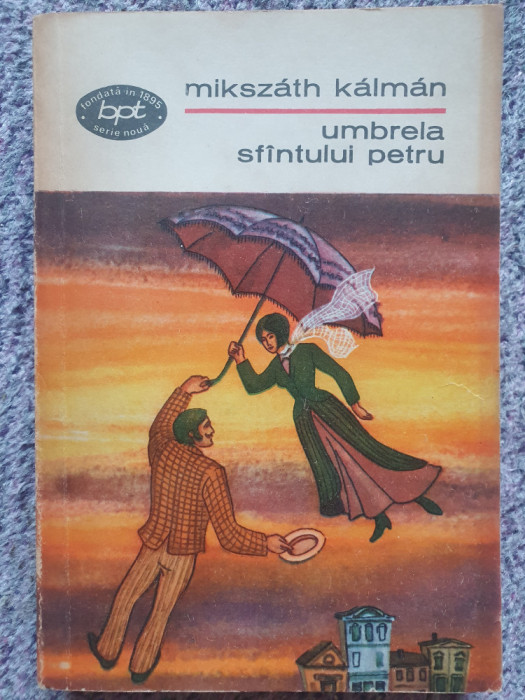 fondată în 1895
bpt
serie nouă
mikszáth kálmán
umbrela
sfîntului petru